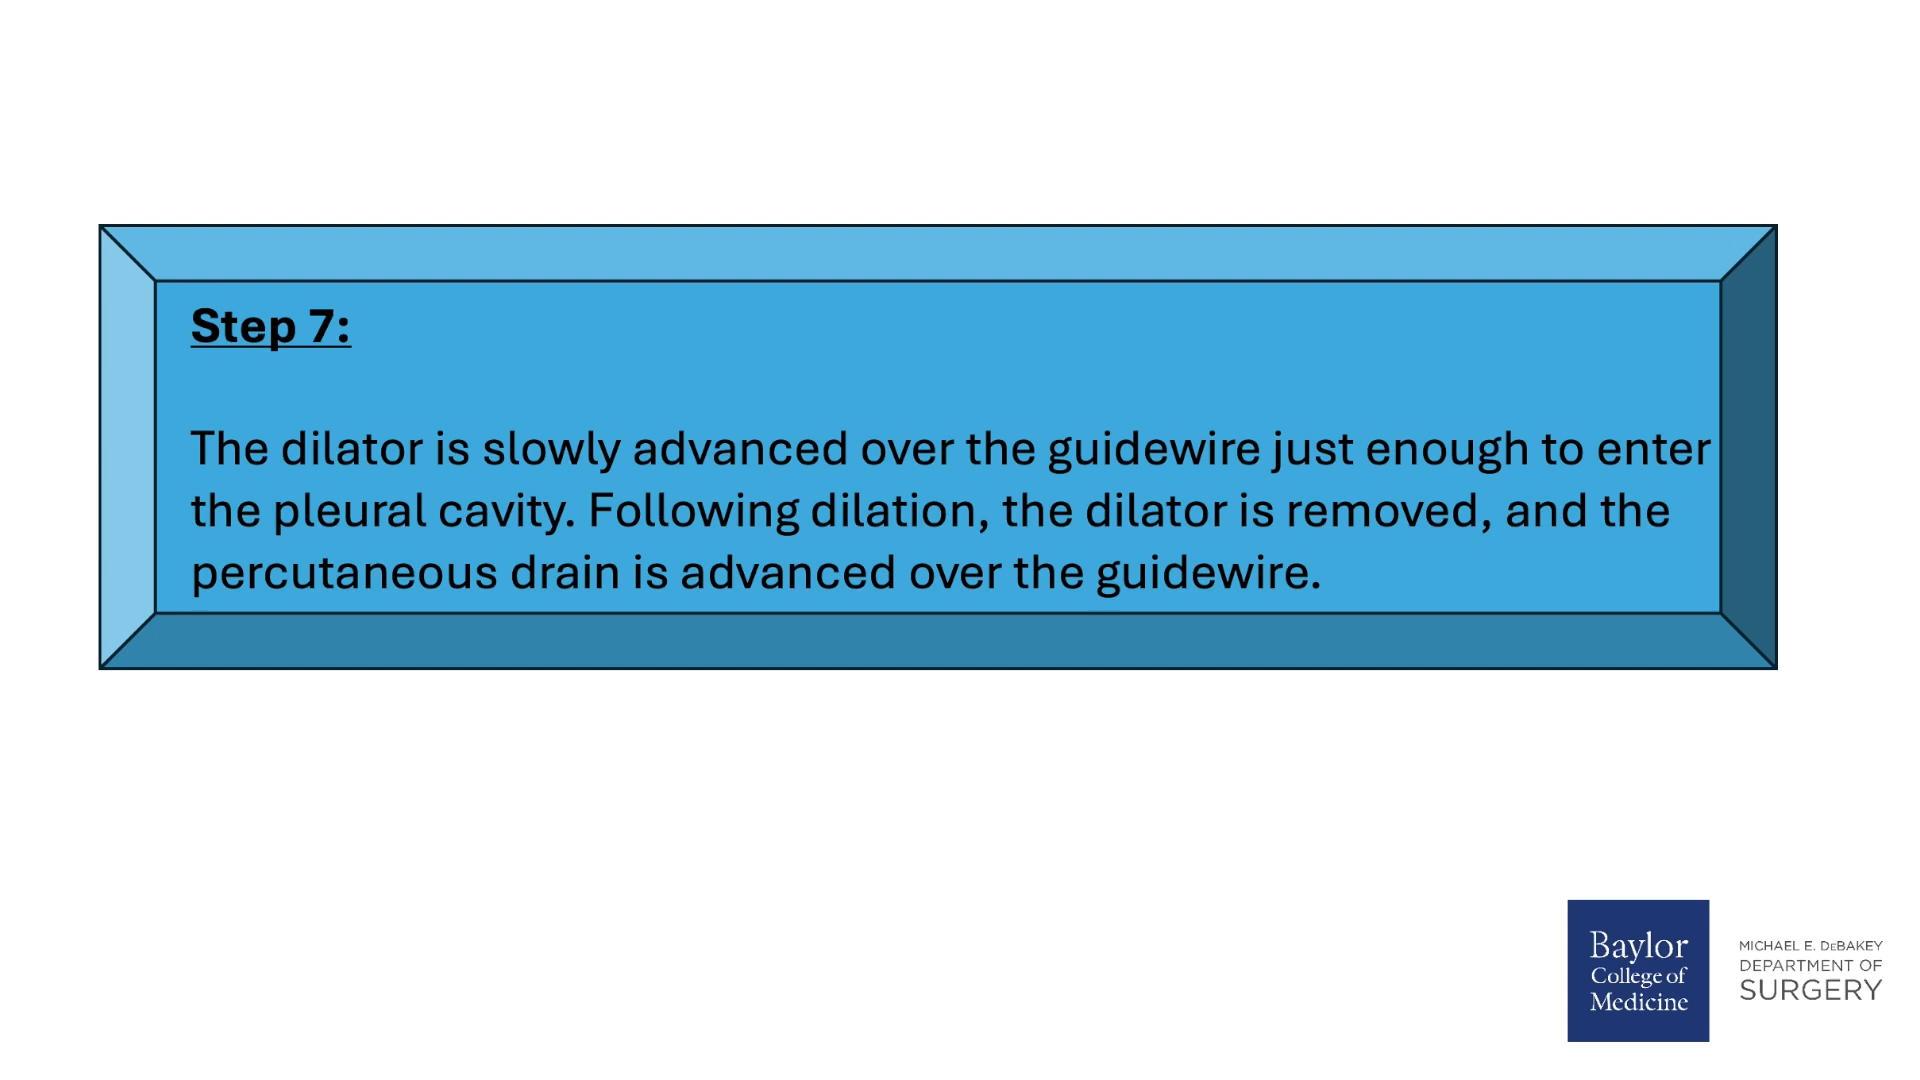 Step 7:
The dilator is slowly advanced over the guidewire just enough to enter
the pleural cavity. Following dilation, the dilator is removed, and the
percutaneous drain is advanced over the guidewire.
Baylor
College of
Medicine
MICHAEL E. DEBAKEY
DEPARTMENT OF
SURGERY